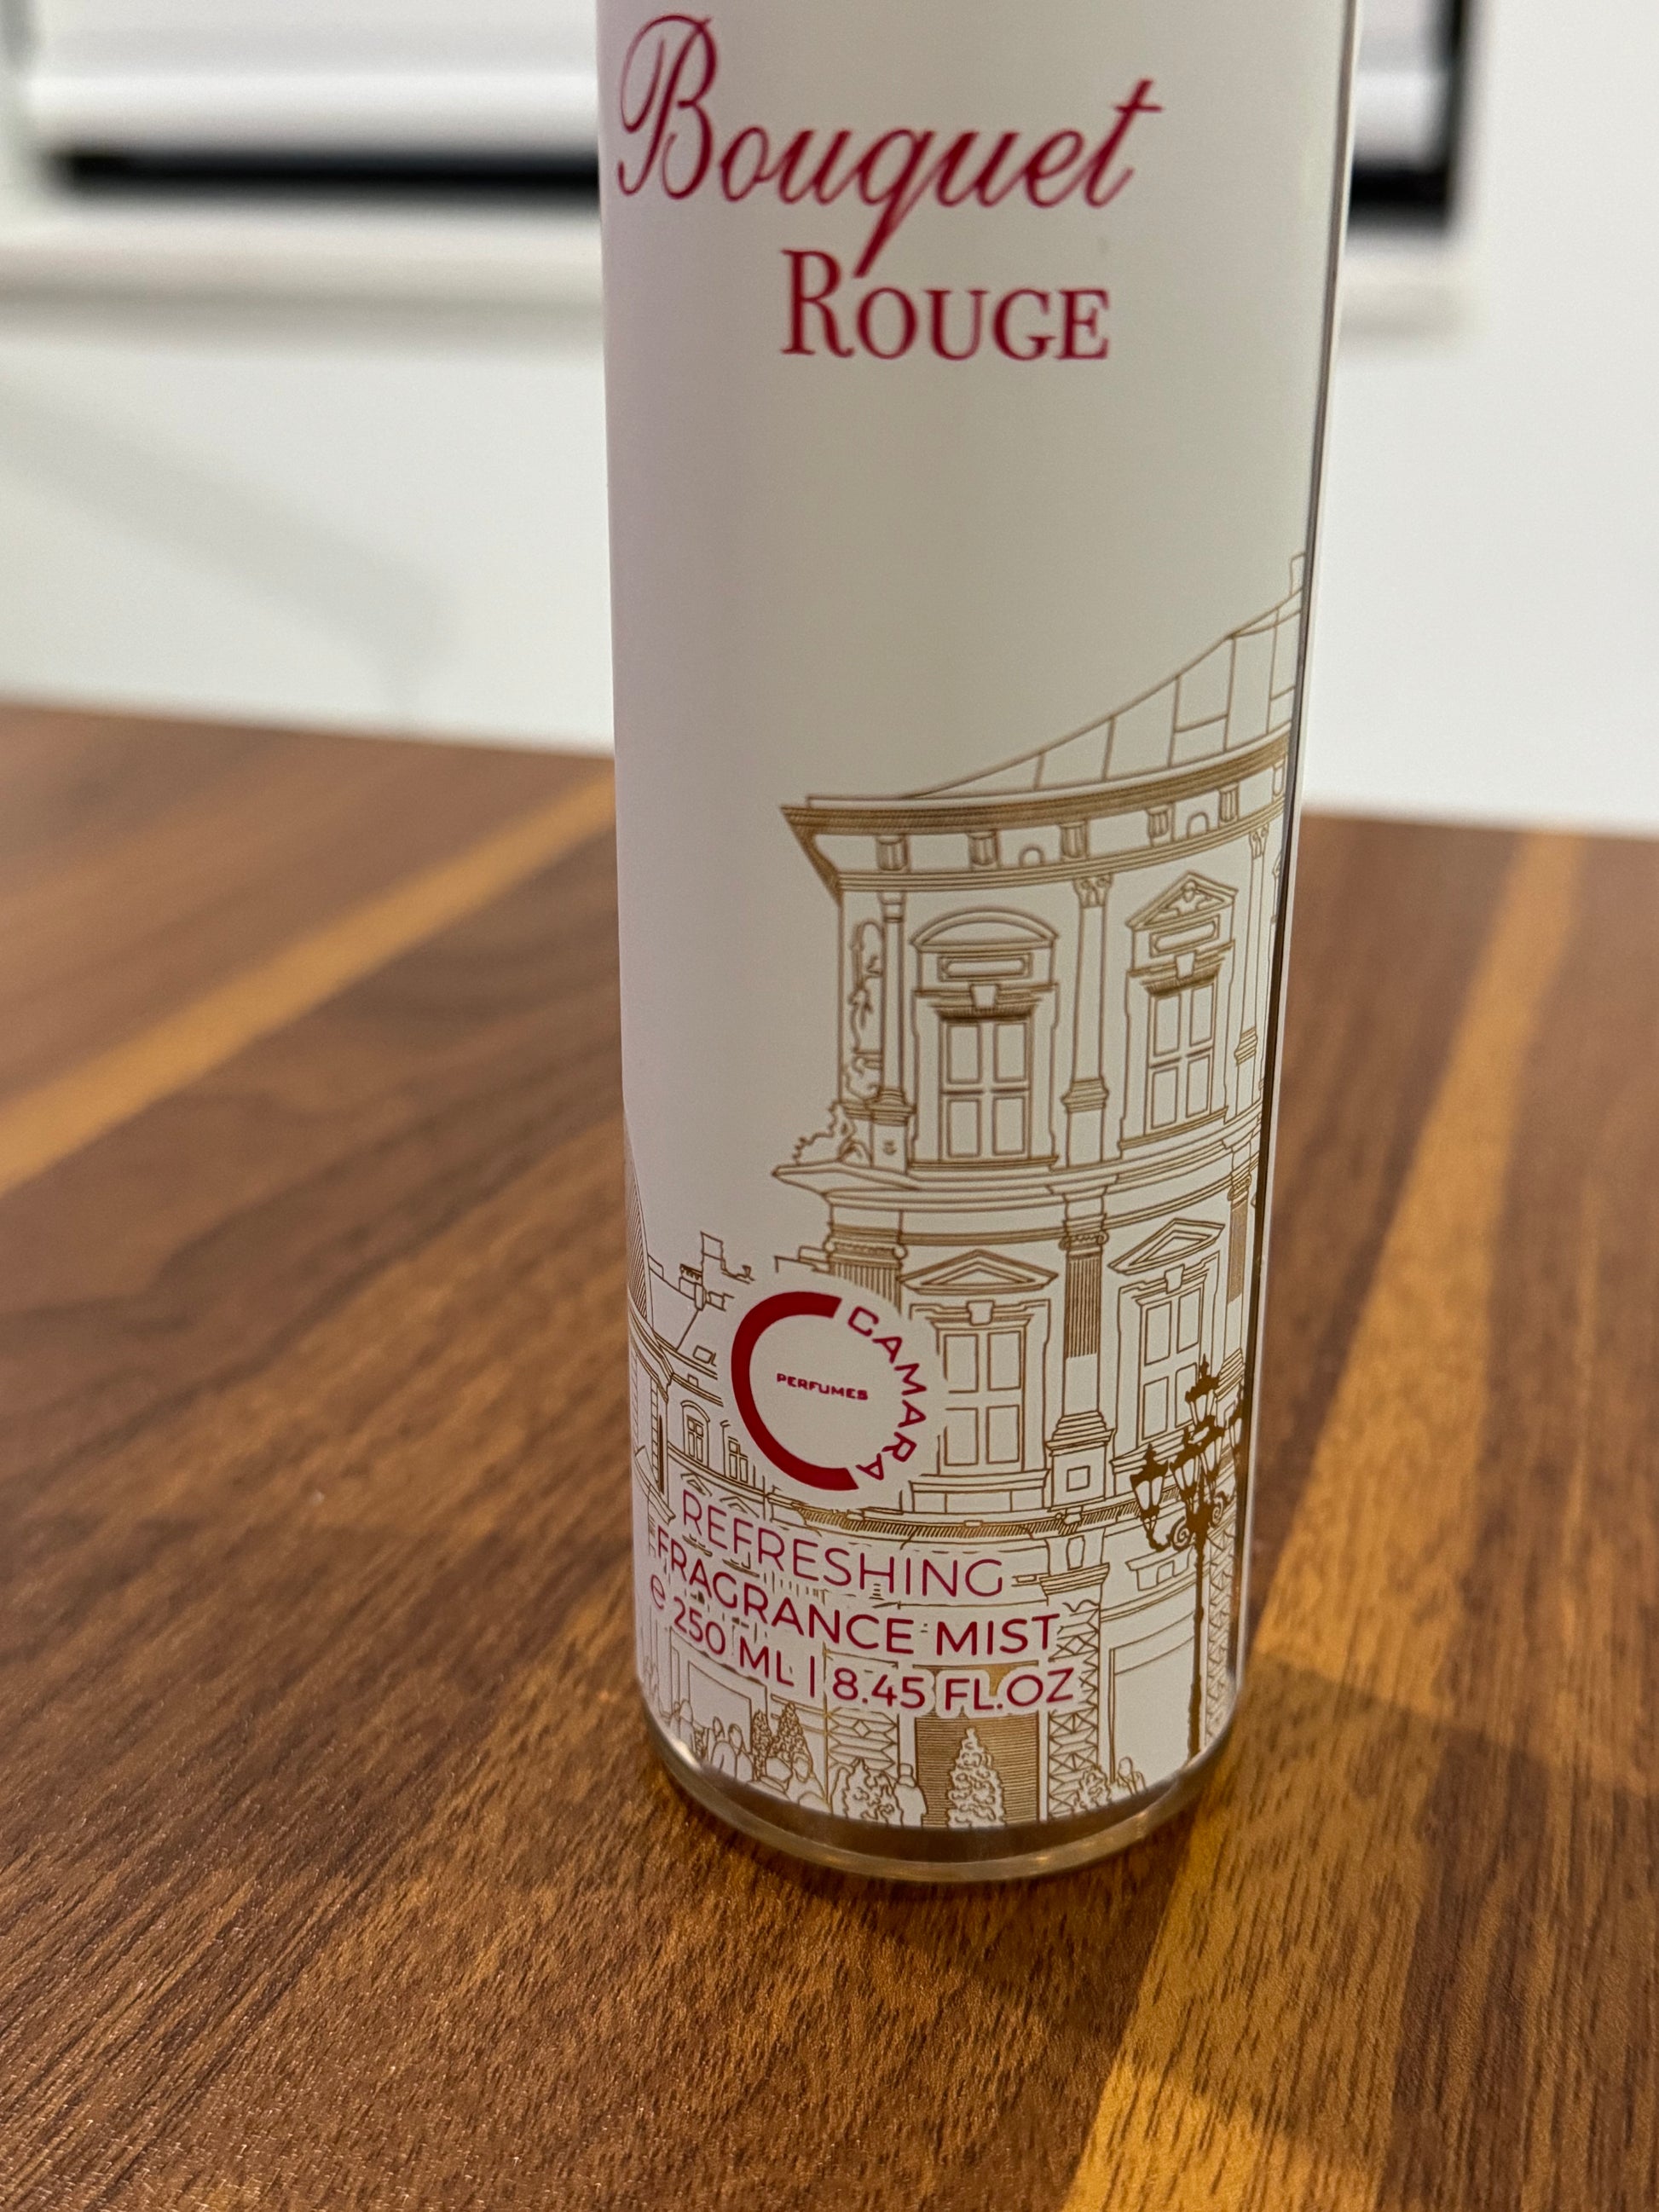 Bouquet
ROUGE
CAMARA
PERFUMES
REFRESHING
FRAGRANCE MIST
℮ 250 ML | 8.45 FL.OZ